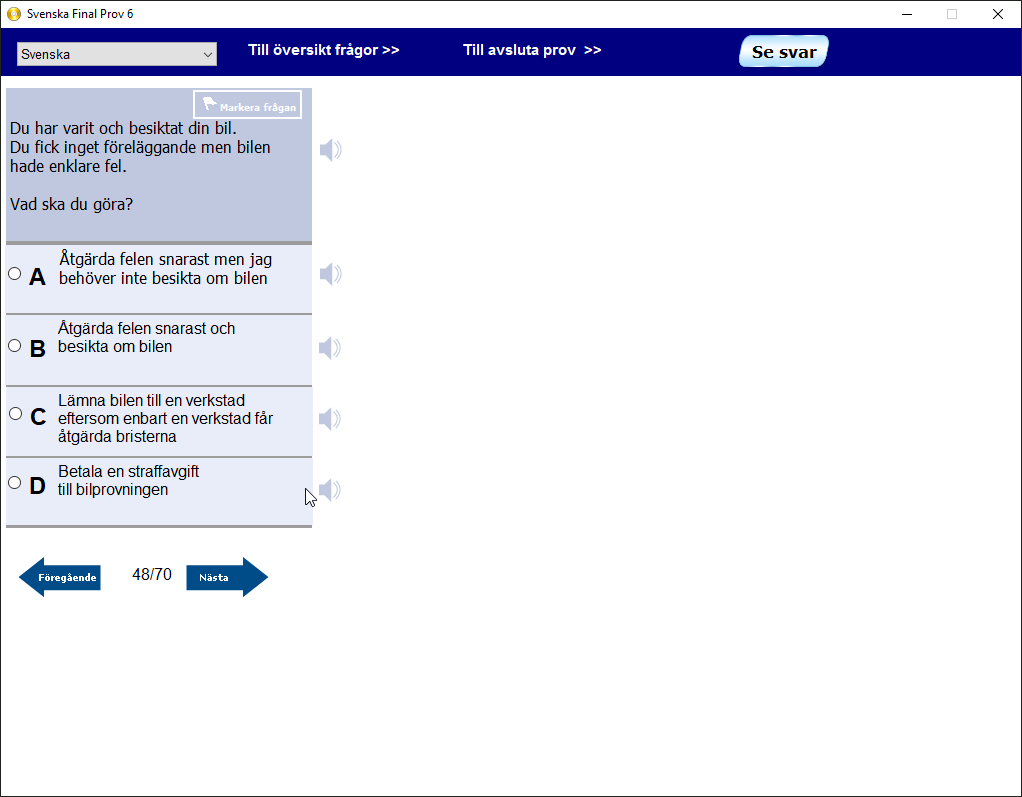 Svenska Final Prov 6
Svenska
Till översikt frågor >>
Till avsluta prov >>
Se svar
Markera frågan
Du har varit och besiktat din bil.
Du fick inget föreläggande men bilen
hade enklare fel.
Vad ska du göra?
A
Åtgärda felen snarast men jag
behöver inte besikta om bilen
B
Åtgärda felen snarast och
besikta om bilen
C
Lämna bilen till en verkstad
eftersom enbart en verkstad får
åtgärda bristerna
D
Betala en straffavgift
till bilprovningen
Föregående
48/70
Nästa